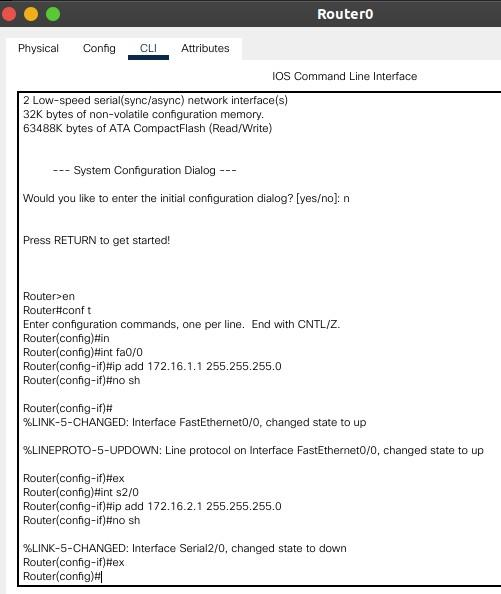 Router0
Physical Config CLI Attributes
IOS Command Line Interface
2 Low-speed serial(sync/async) network interface(s)
32K bytes of non-volatile configuration memory.
63488K bytes of ATA CompactFlash (Read/Write)
--- System Configuration Dialog ---
Would you like to enter the initial configuration dialog? [yes/no]: n
Press RETURN to get started!
Router>en
Router#conf t
Enter configuration commands, one per line.  End with CNTL/Z.
Router(config)#in
Router(config)#int fa0/0
Router(config-if)#ip add 172.16.1.1 255.255.255.0
Router(config-if)#no sh
Router(config-if)#
%LINK-5-CHANGED: Interface FastEthernet0/0, changed state to up
%LINEPROTO-5-UPDOWN: Line protocol on Interface FastEthernet0/0, changed state to up
Router(config-if)#ex
Router(config)#int s2/0
Router(config-if)#ip add 172.16.2.1 255.255.255.0
Router(config-if)#no sh
%LINK-5-CHANGED: Interface Serial2/0, changed state to down
Router(config-if)#ex
Router(config)#